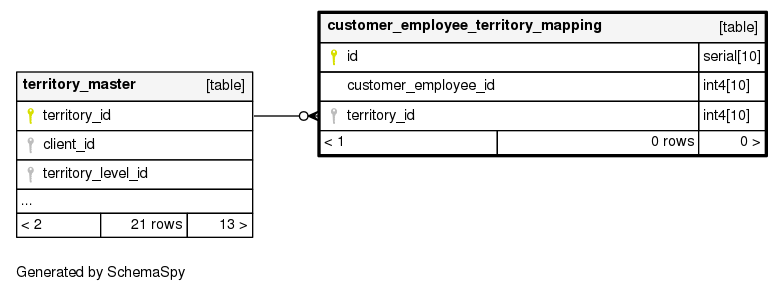 customer_employee_territory_mapping [table]
id serial[10]
customer_employee_id int4[10]
territory_id int4[10]
< 1 0 rows 0 >
territory_master [table]
territory_id
client_id
territory_level_id
...
< 2 21 rows 13 >
Generated by SchemaSpy